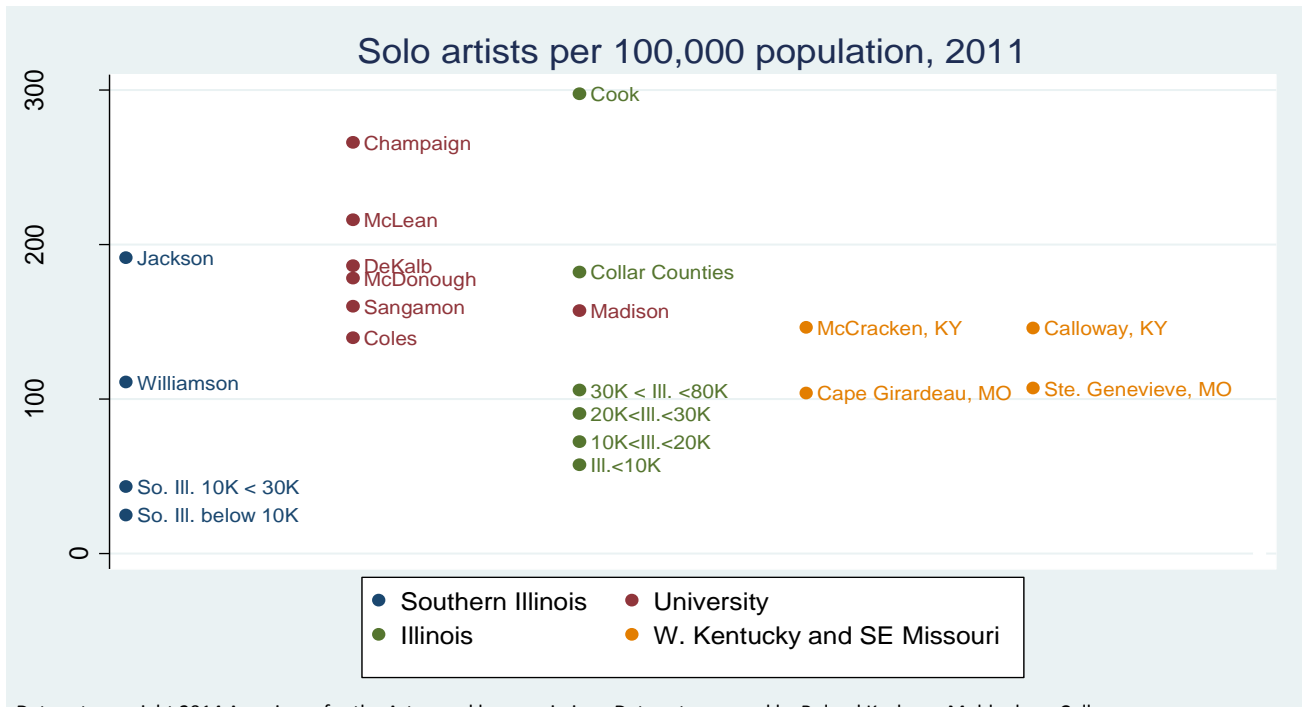 Solo artists per 100,000 population, 2011
300
200
100
0
Cook
Champaign
McLean
Jackson
DeKalb
McDonough
Collar Counties
Sangamon
Madison
Coles
McCracken, KY
Calloway, KY
Williamson
30K < Ill. <80K
Cape Girardeau, MO
Ste. Genevieve, MO
20K<Ill.<30K
10K<Ill.<20K
Ill.<10K
So. Ill. 10K < 30K
So. Ill. below 10K
Southern Illinois
University
Illinois
W. Kentucky and SE Missouri